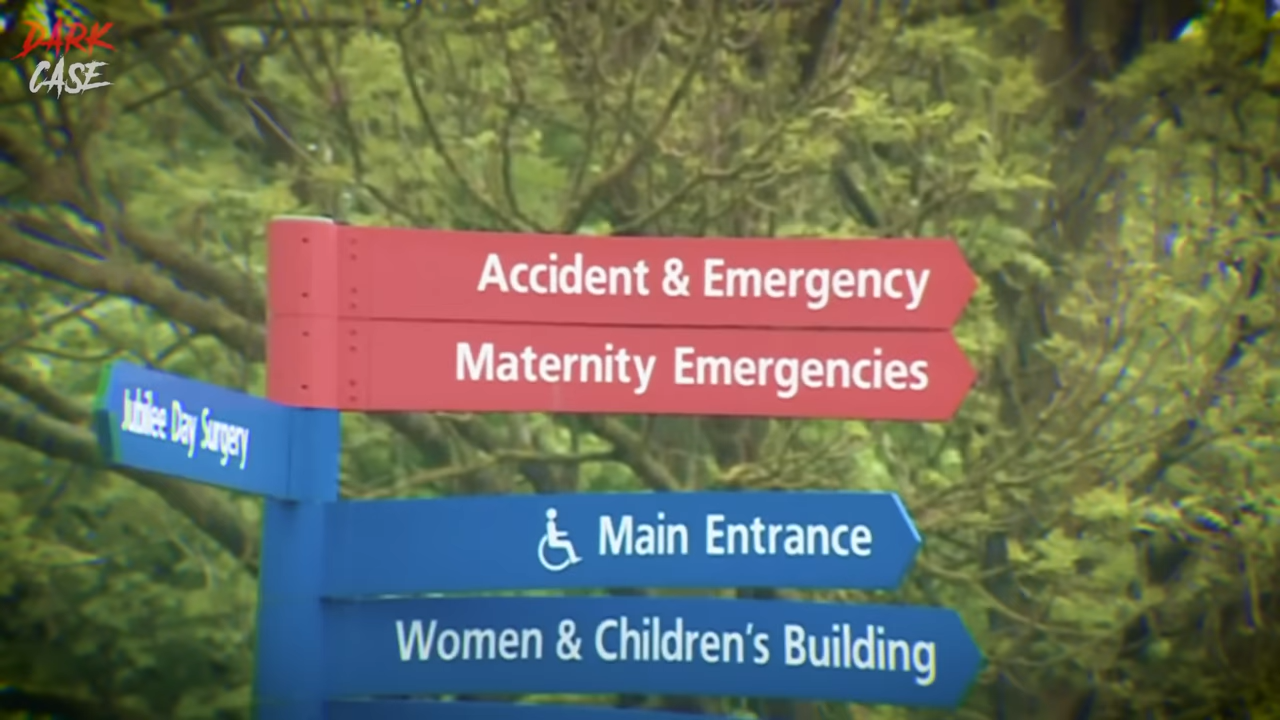 DARK
CASE
Accident & Emergency
Maternity Emergencies
Jubilee Day Surgery
Main Entrance
Women & Children's Building